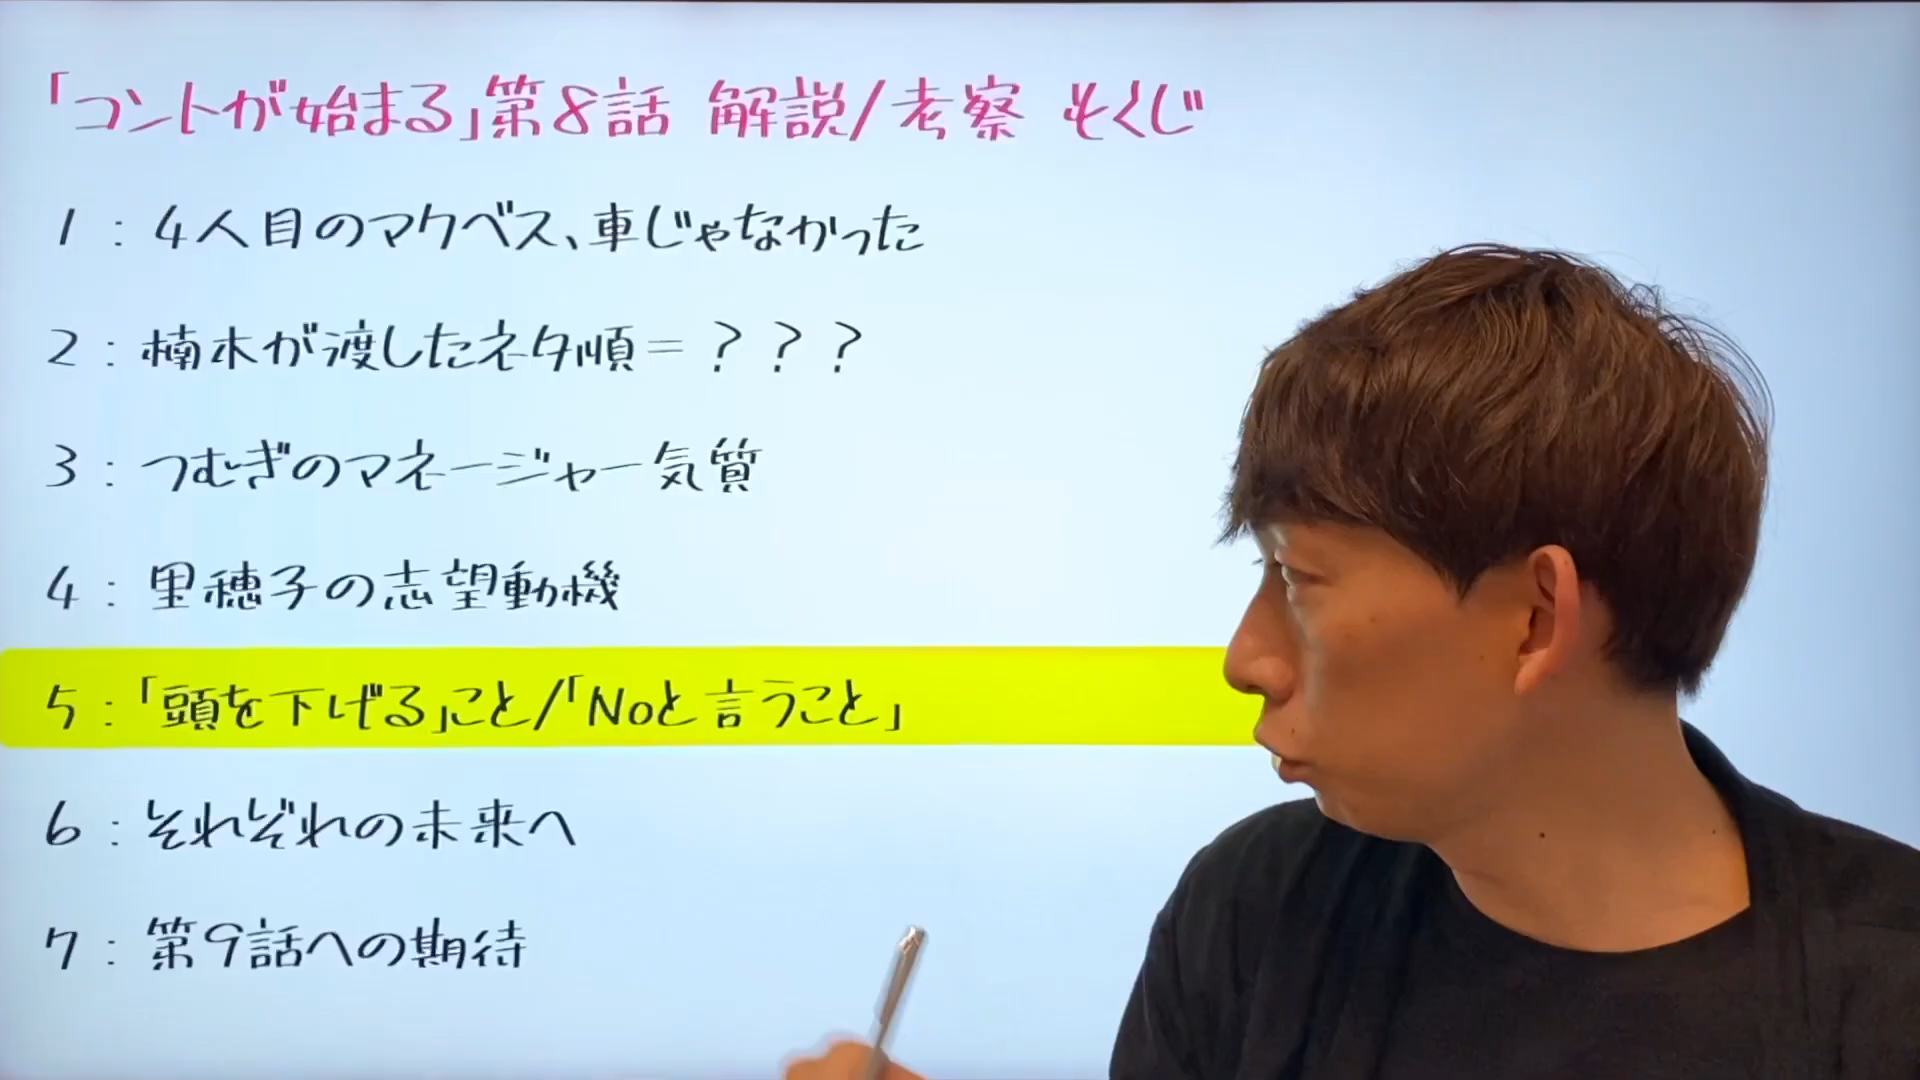 「コントが始まる」第8話 解説/考察 もくじ
1:4人目のマクベス、車じゃなかった
2:楠木が渡したネタ順=???
3:つむぎのマネージャー気質
4:里穂子の志望動機
5:「頭を下げる」こと/「Noと言うこと」
6:それぞれの未来へ
7:第9話への期待